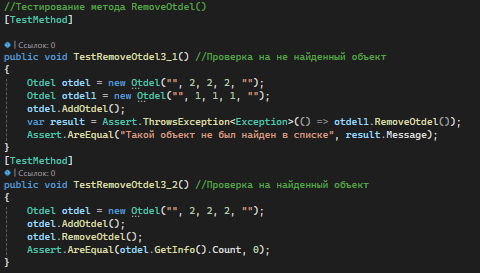 //Тестирование метода RemoveOtdel()
[TestMethod]
| Ссылок: 0
public void TestRemoveOtdel3_1() //Проверка на не найденный объект
{
Otdel otdel = new Otdel("", 2, 2, 2, "");
Otdel otdel1 = new Otdel("", 1, 1, 1, "");
otdel.AddOtdel();
var result = Assert.ThrowsException<Exception>(() => otdel1.RemoveOtdel());
Assert.AreEqual("Такой объект не был найден в списке", result.Message);
}
[TestMethod]
| Ссылок: 0
public void TestRemoveOtdel3_2() //Проверка на найденный объект
{
Otdel otdel = new Otdel("", 2, 2, 2, "");
otdel.AddOtdel();
otdel.RemoveOtdel();
Assert.AreEqual(otdel.GetInfo().Count, 0);
}